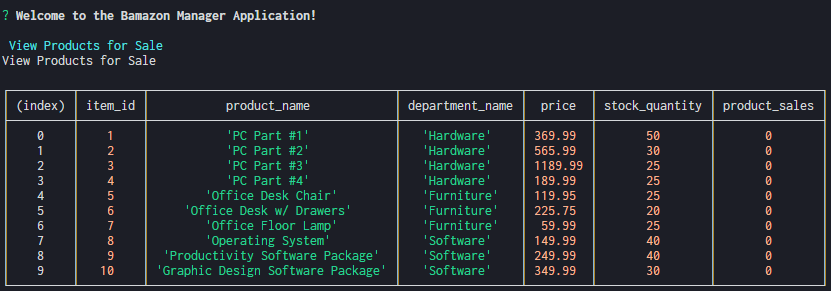 ? Welcome to the Bamazon Manager Application!
View Products for Sale
View Products for Sale
(index) item_id product_name department_name price stock_quantity product_sales
0 1 'PC Part #1' 'Hardware' 369.99 50 0
1 2 'PC Part #2' 'Hardware' 565.99 30 0
2 3 'PC Part #3' 'Hardware' 1189.99 25 0
3 4 'PC Part #4' 'Hardware' 189.99 25 0
4 5 'Office Desk Chair' 'Furniture' 119.95 25 0
5 6 'Office Desk w/ Drawers' 'Furniture' 225.75 20 0
6 7 'Office Floor Lamp' 'Furniture' 59.99 25 0
7 8 'Operating System' 'Software' 149.99 40 0
8 9 'Productivity Software Package' 'Software' 249.99 40 0
9 10 'Graphic Design Software Package' 'Software' 349.99 30 0